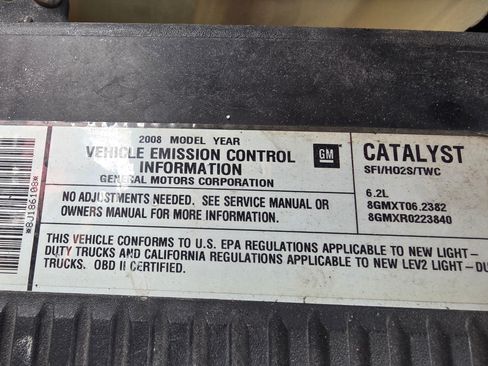 *8J186108*
2008 MODEL YEAR
VEHICLE EMISSION CONTROL
INFORMATION
GENERAL MOTORS CORPORATION
GM
CATALYST
SFI/HO2S/TWC
NO ADJUSTMENTS NEEDED. SEE SERVICE MANUAL OR
OWNERS MANUAL FOR MORE INFORMATION.
6.2L
8GMXT06.2382
8GMXR0223840
THIS VEHICLE CONFORMS TO U.S. EPA REGULATIONS APPLICABLE TO NEW LIGHT-
DUTY TRUCKS AND CALIFORNIA REGULATIONS APPLICABLE TO NEW LEV2 LIGHT-DU
TRUCKS. OBD II CERTIFIED.